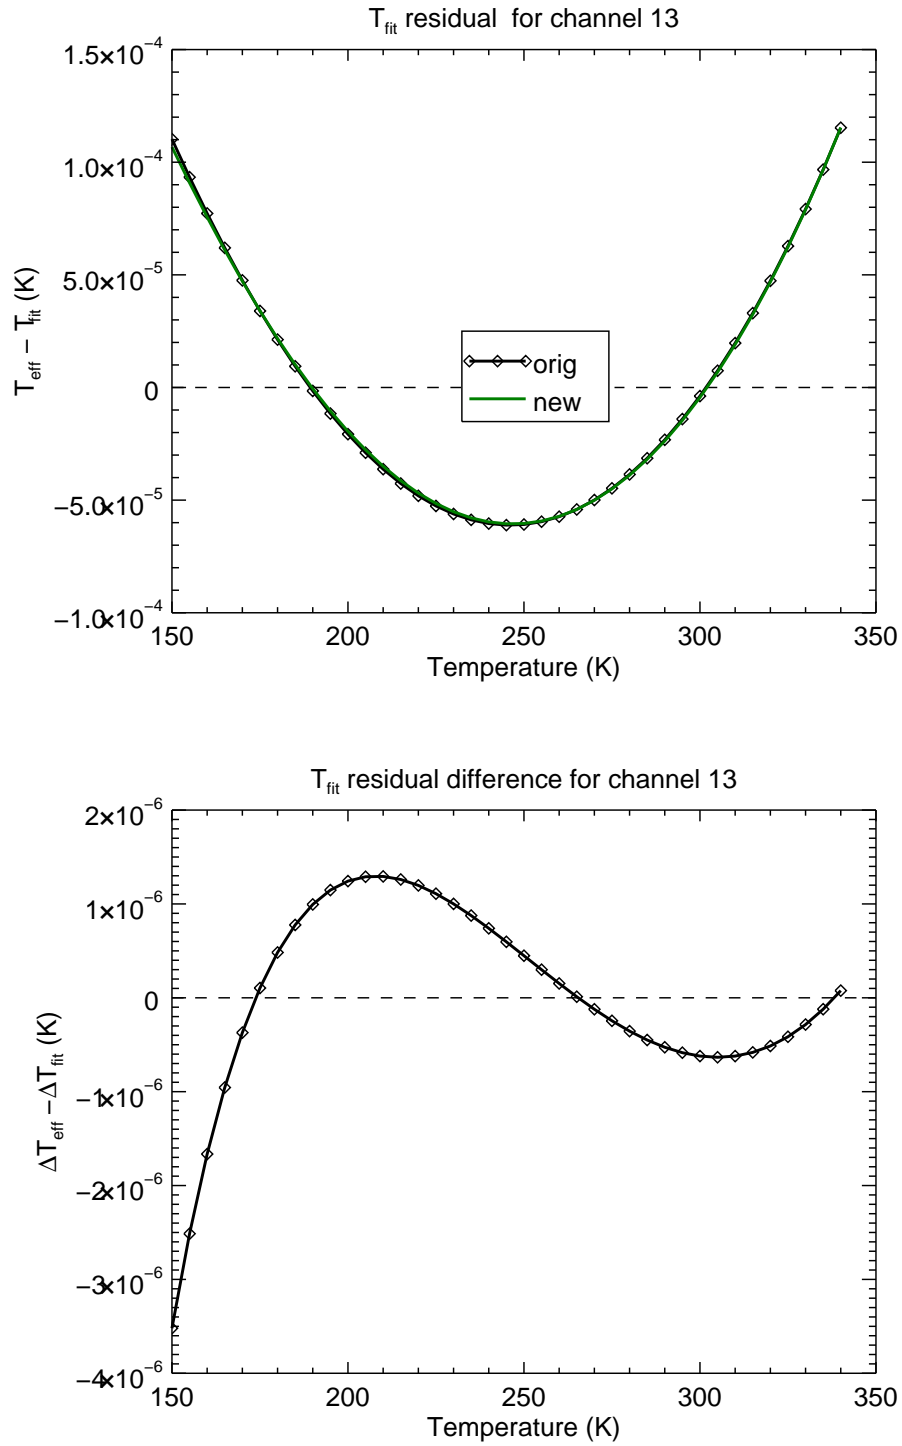 T_fit residual for channel 13
1.5×10⁻⁴
1.0×10⁻⁴
5.0×10⁻⁵
0
−5.0×10⁻⁵
−1.0×10⁻⁴
T_eff − T_fit (K)
orig
new
150 200 250 300 350
Temperature (K)
T_fit residual difference for channel 13
2×10⁻⁶
1×10⁻⁶
0
−1×10⁻⁶
−2×10⁻⁶
−3×10⁻⁶
−4×10⁻⁶
ΔT_eff − ΔT_fit (K)
150 200 250 300 350
Temperature (K)